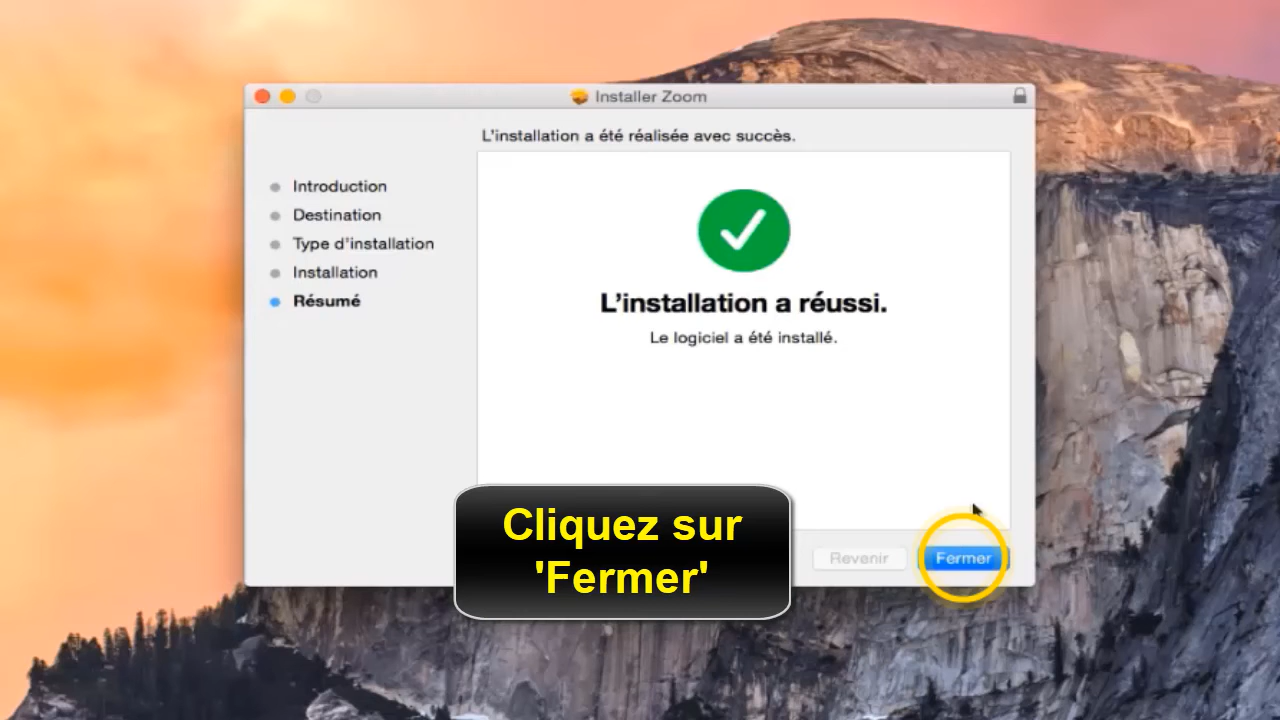 Installer Zoom
L'installation a été réalisée avec succès.
Introduction
Destination
Type d'installation
Installation
Résumé
L'installation a réussi.
Le logiciel a été installé.
Cliquez sur
'Fermer'
Revenir
Fermer